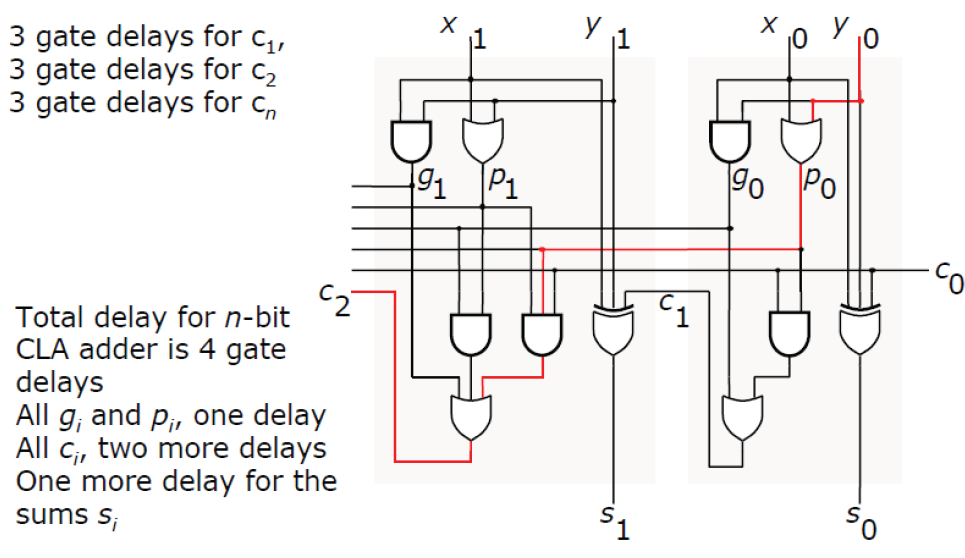 3 gate delays for c₁,
3 gate delays for c₂
3 gate delays for cₙ
x₁ y₁ x₀ y₀
g₁ p₁ g₀ p₀
c₀
c₂ c₁
Total delay for n-bit
CLA adder is 4 gate
delays
All gᵢ and pᵢ, one delay
All cᵢ, two more delays
One more delay for the
sums sᵢ
s₁ s₀